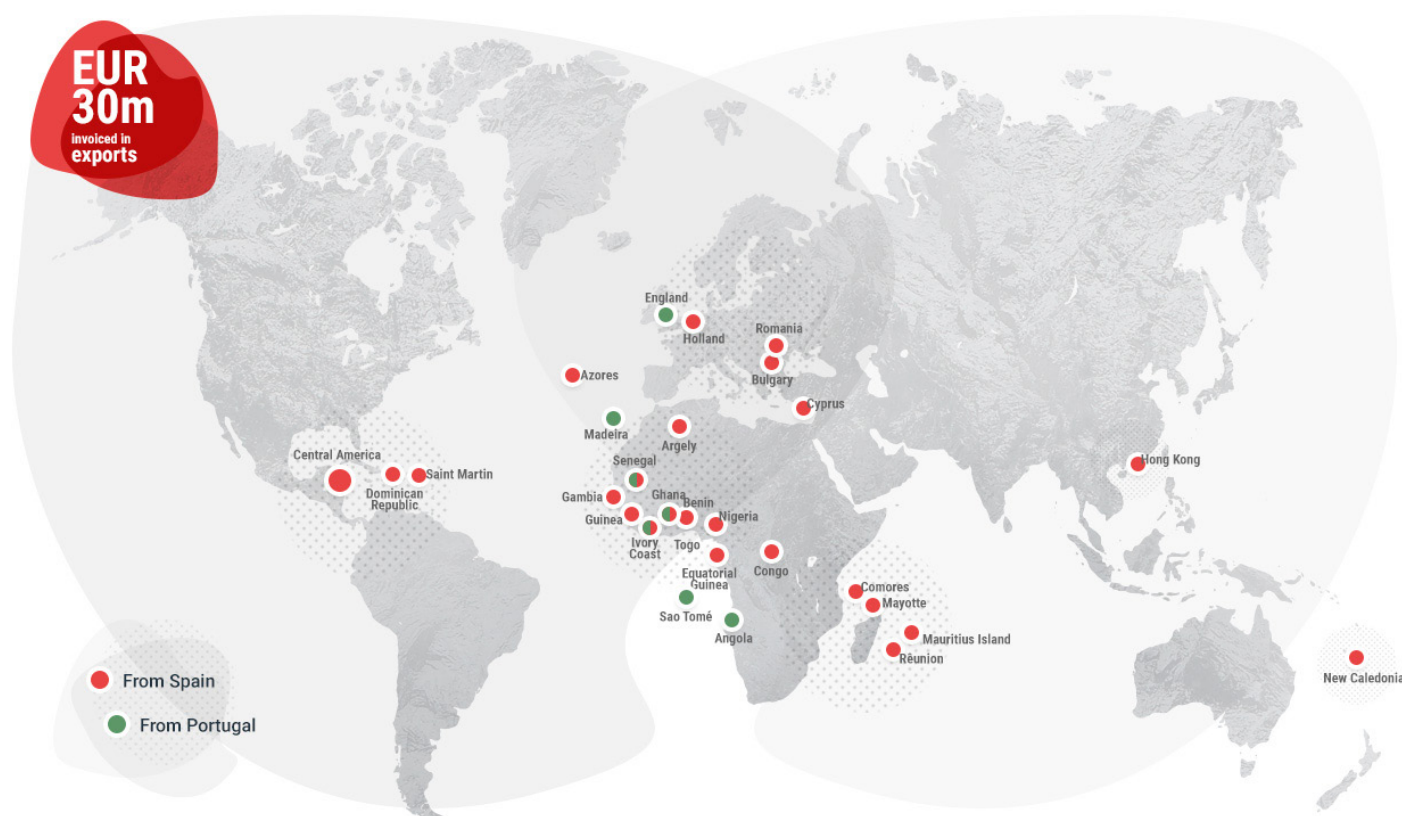 EUR
30m
invoiced in
exports
England
Holland
Romania
Bulgary
Azores
Cyprus
Madeira
Argely
Central America
Saint Martin
Dominican
Republic
Hong Kong
Senegal
Gambia
Ghana
Benin
Guinea
Nigeria
Ivory
Coast
Togo
Equatorial
Guinea
Congo
Sao Tomé
Angola
Comores
Mayotte
Mauritius Island
Rêunion
New Caledonia
From Spain
From Portugal